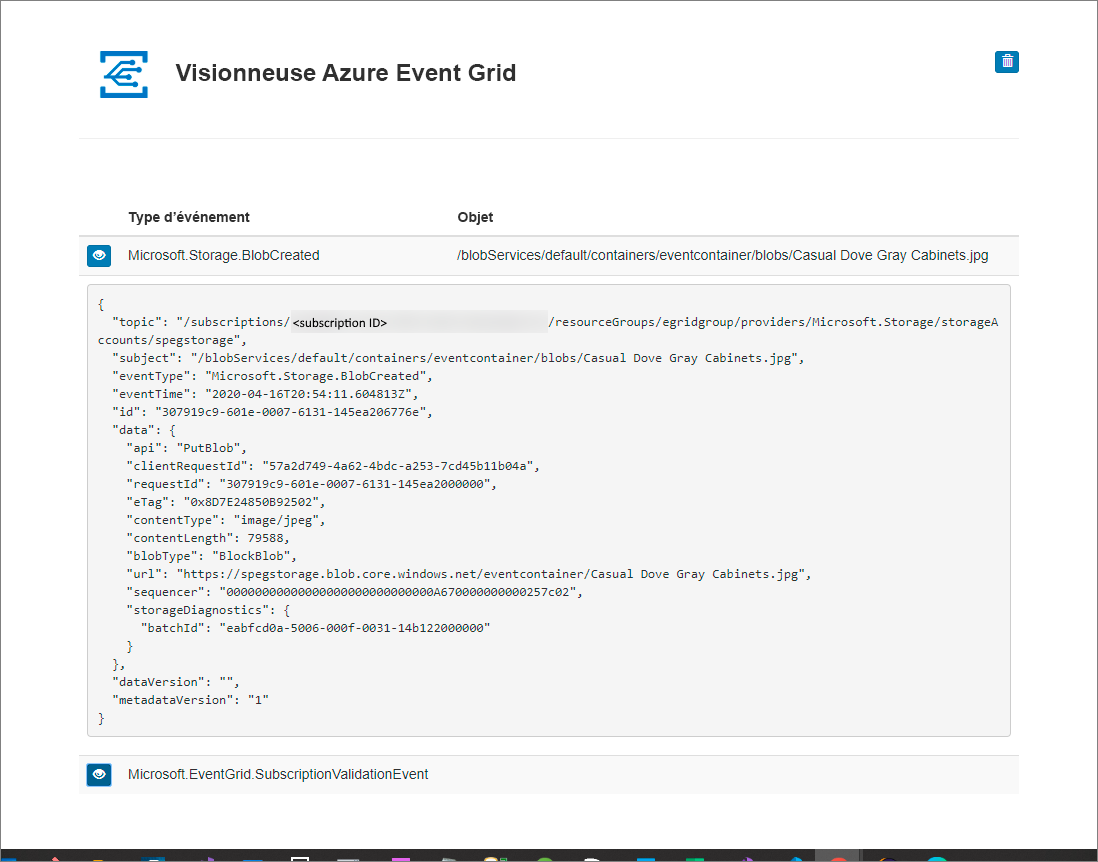 Visionneuse Azure Event Grid
Type d’événement Objet
Microsoft.Storage.BlobCreated /blobServices/default/containers/eventcontainer/blobs/Casual Dove Gray Cabinets.jpg
{
"topic": "/subscriptions/ <subscription ID> /resourceGroups/egridgroup/providers/Microsoft.Storage/storageA
ccounts/spegstorage",
"subject": "/blobServices/default/containers/eventcontainer/blobs/Casual Dove Gray Cabinets.jpg",
"eventType": "Microsoft.Storage.BlobCreated",
"eventTime": "2020-04-16T20:54:11.604813Z",
"id": "307919c9-601e-0007-6131-145ea206776e",
"data": {
"api": "PutBlob",
"clientRequestId": "57a2d749-4a62-4bdc-a253-7cd45b11b04a",
"requestId": "307919c9-601e-0007-6131-145ea2000000",
"eTag": "0x8D7E24850B92502",
"contentType": "image/jpeg",
"contentLength": 79588,
"blobType": "BlockBlob",
"url": "https://spegstorage.blob.core.windows.net/eventcontainer/Casual Dove Gray Cabinets.jpg",
"sequencer": "00000000000000000000000000000A670000000000257c02",
"storageDiagnostics": {
"batchId": "eabfcd0a-5006-000f-0031-14b122000000"
}
},
"dataVersion": "",
"metadataVersion": "1"
}
Microsoft.EventGrid.SubscriptionValidationEvent